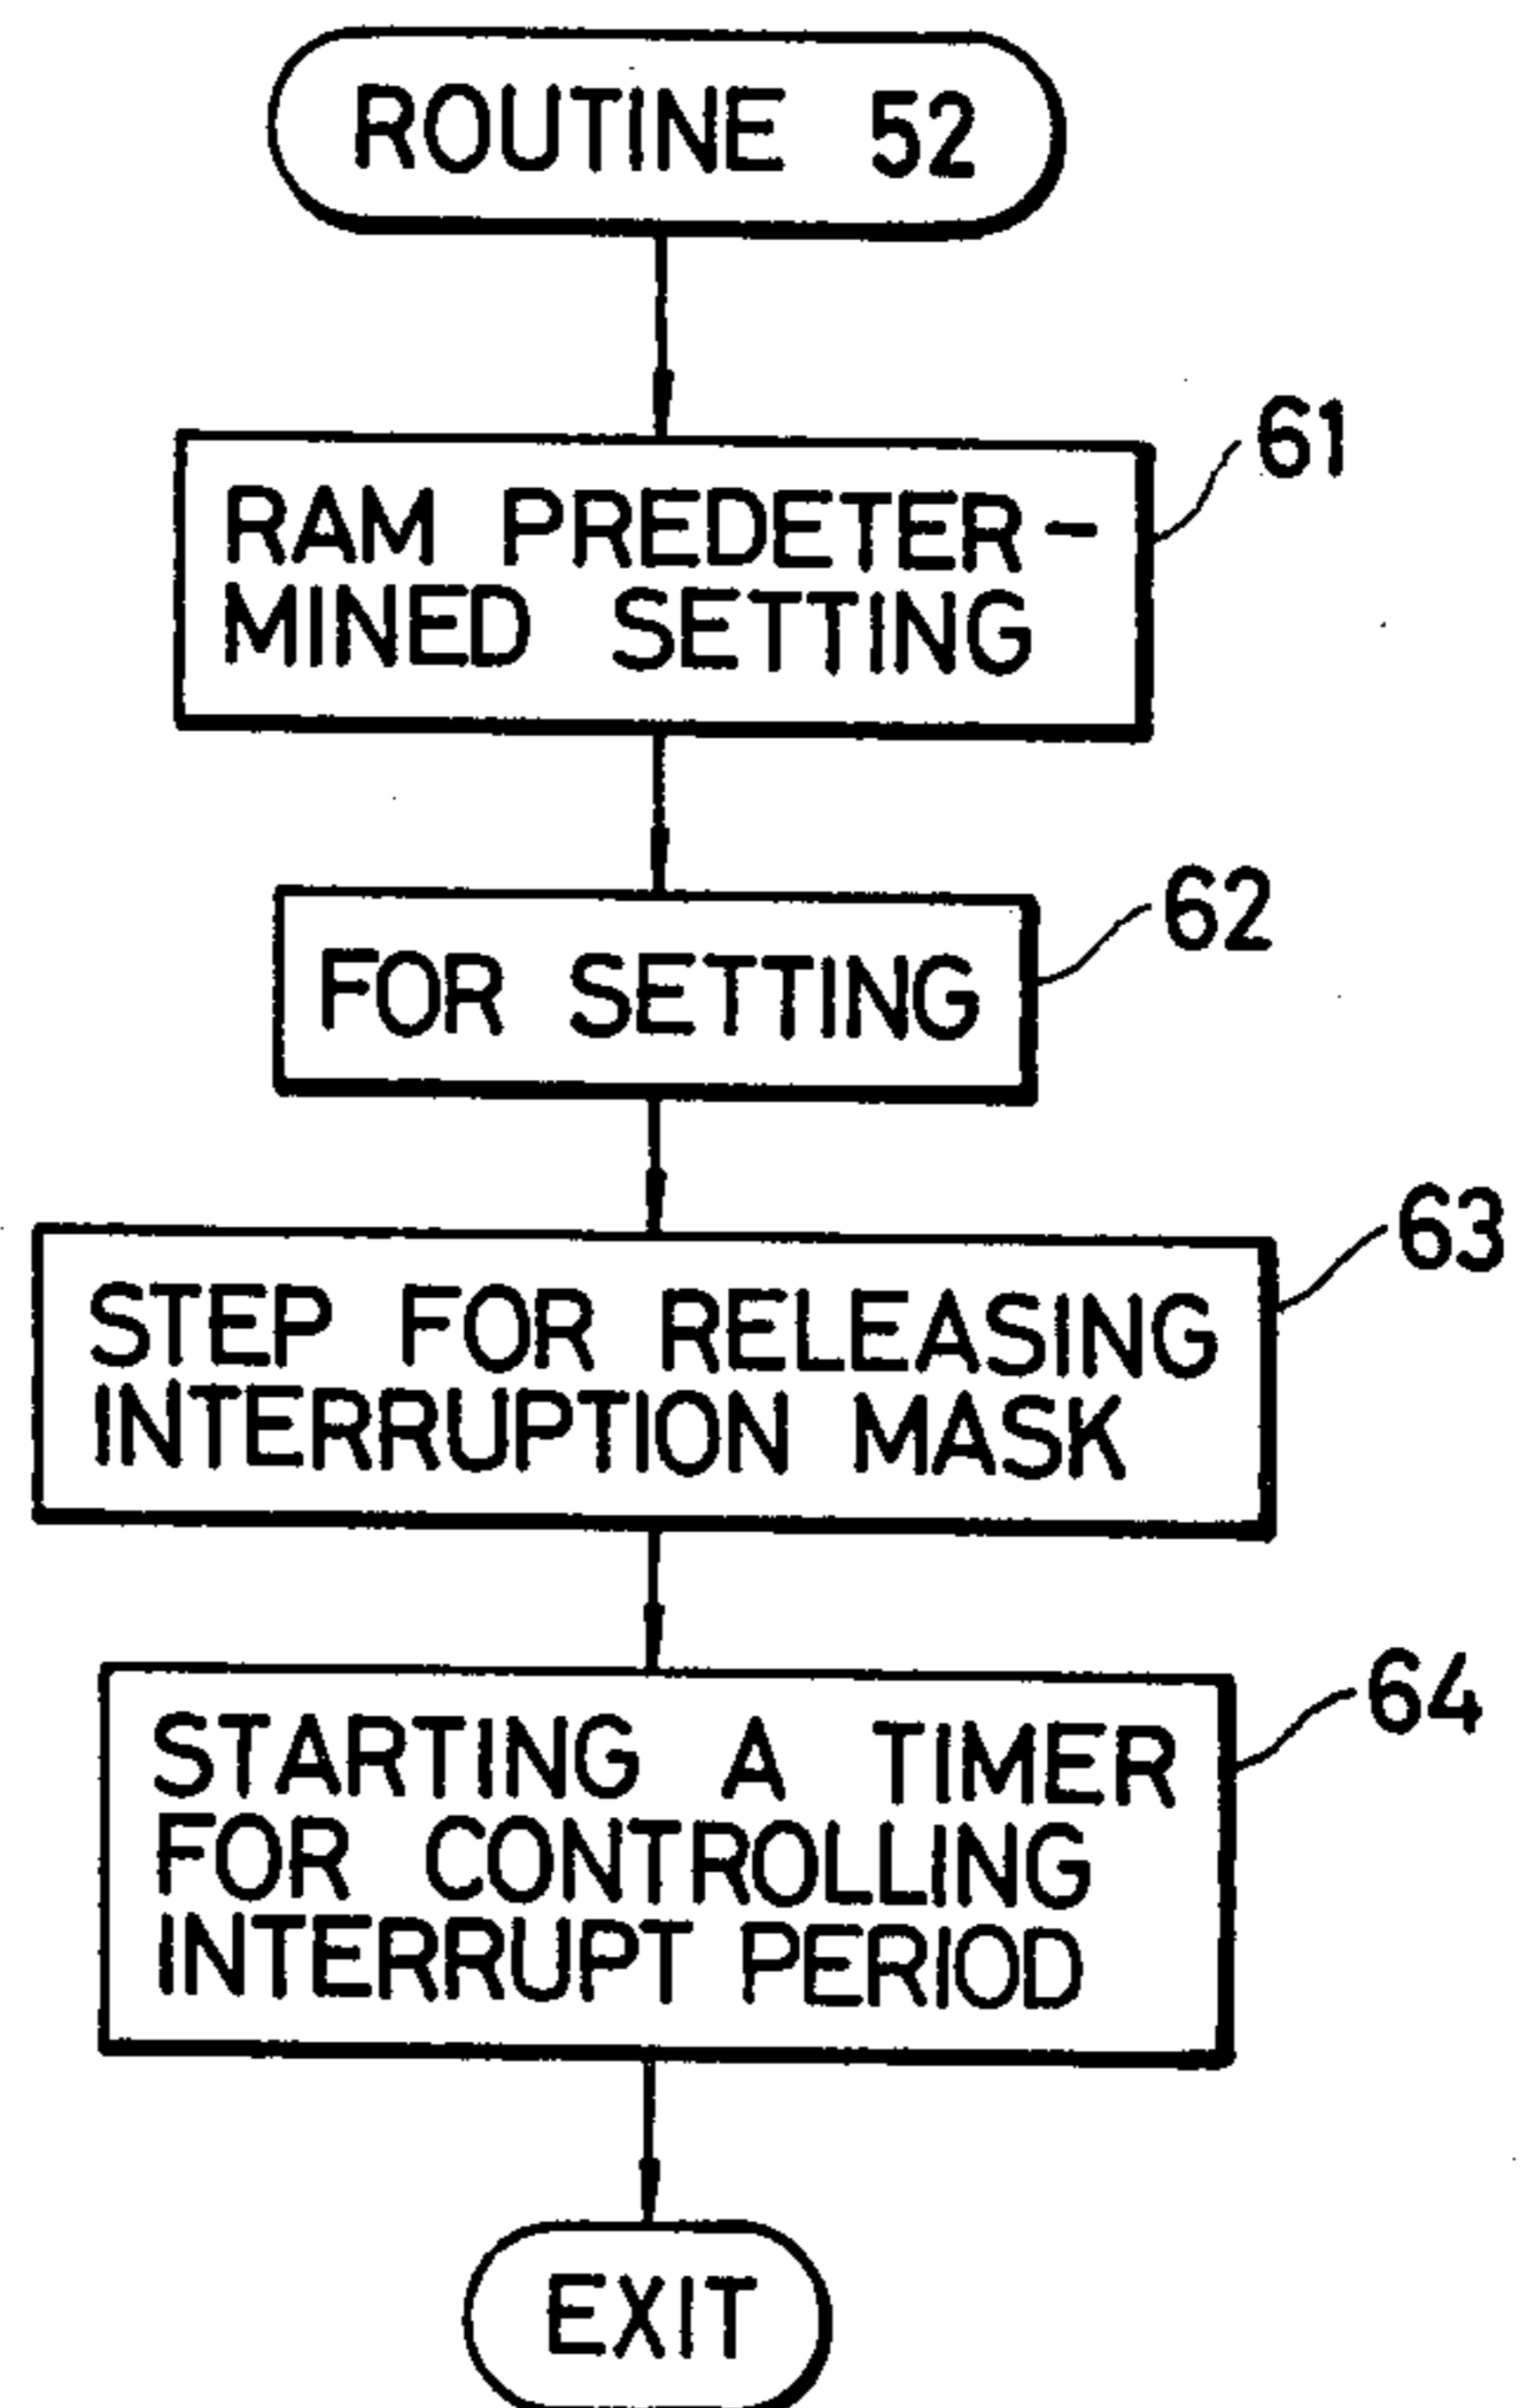 ROUTINE 52
61
RAM PREDETER-
MINED SETTING
62
FOR SETTING
63
STEP FOR RELEASING
INTERRUPTION MASK
64
STARTING A TIMER
FOR CONTROLLING
INTERRUPT PERIOD
EXIT